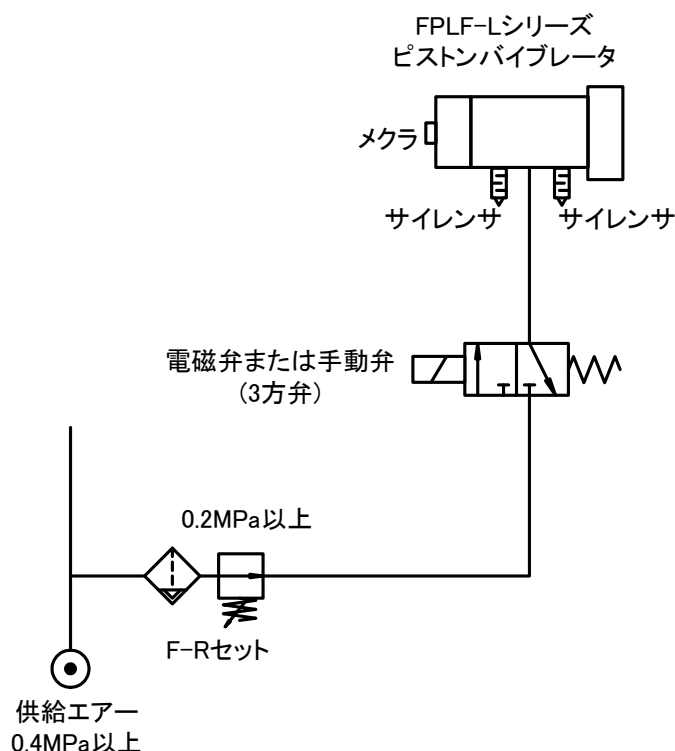 FPLF-Lシリーズ
ピストンバイブレータ
メクラ
サイレンサ
サイレンサ
電磁弁または手動弁
(3方弁)
0.2MPa以上
F-Rセット
供給エアー
0.4MPa以上